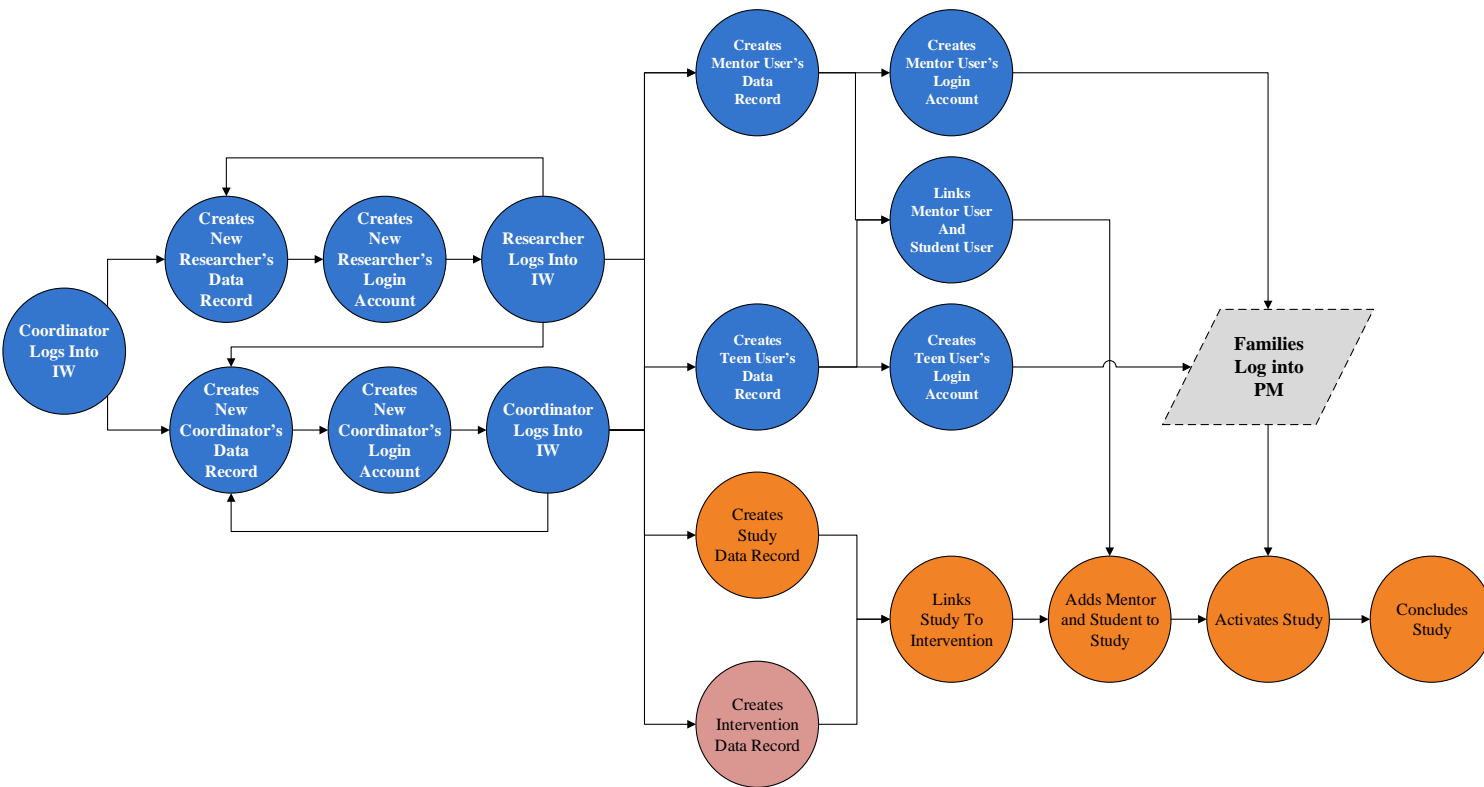 Creates
Mentor User's
Data
Record
Creates
Mentor User's
Login
Account
Links
Mentor User
And
Student User
Creates
New
Researcher's
Data
Record
Creates
New
Researcher's
Login
Account
Researcher
Logs Into
IW
Coordinator
Logs Into
IW
Creates
New
Coordinator's
Data
Record
Creates
New
Coordinator's
Login
Account
Coordinator
Logs Into
IW
Creates
Teen User's
Data
Record
Creates
Teen User's
Login
Account
Families
Log into
PM
Creates
Study
Data Record
Links
Study To
Intervention
Adds Mentor
and Student to
Study
Activates Study
Concludes
Study
Creates
Intervention
Data Record